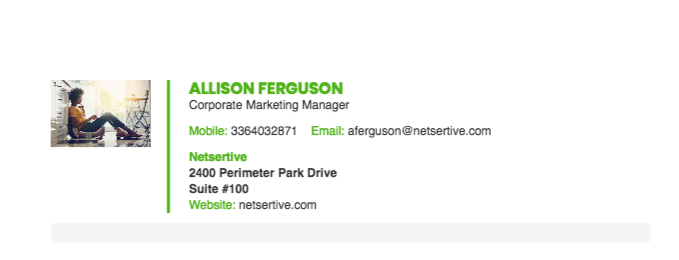 ALLISON FERGUSON
Corporate Marketing Manager
Mobile: 3364032871 Email: aferguson@netsertive.com
Netsertive
2400 Perimeter Park Drive
Suite #100
Website: netsertive.com